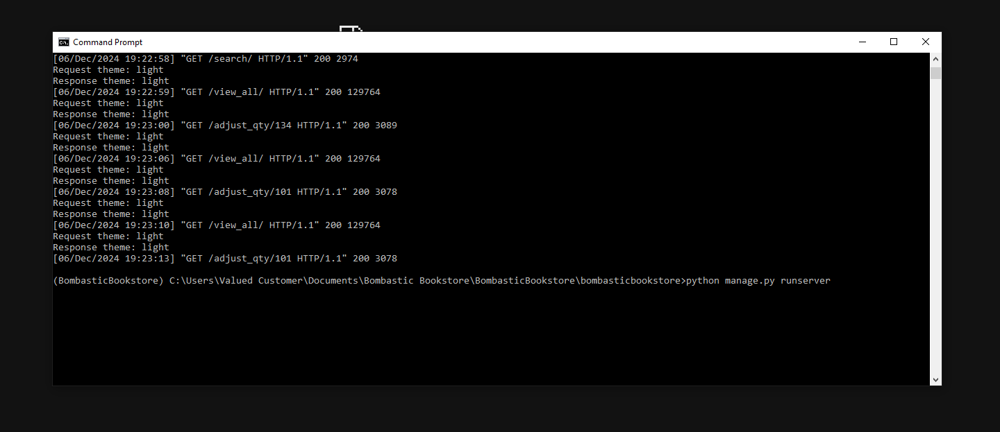 Command Prompt
[06/Dec/2024 19:22:58] "GET /search/ HTTP/1.1" 200 2974
Request theme: light
Response theme: light
[06/Dec/2024 19:22:59] "GET /view_all/ HTTP/1.1" 200 129764
Request theme: light
Response theme: light
[06/Dec/2024 19:23:00] "GET /adjust_qty/134 HTTP/1.1" 200 3089
Request theme: light
Response theme: light
[06/Dec/2024 19:23:06] "GET /view_all/ HTTP/1.1" 200 129764
Request theme: light
Response theme: light
[06/Dec/2024 19:23:08] "GET /adjust_qty/101 HTTP/1.1" 200 3078
Request theme: light
Response theme: light
[06/Dec/2024 19:23:10] "GET /view_all/ HTTP/1.1" 200 129764
Request theme: light
Response theme: light
[06/Dec/2024 19:23:13] "GET /adjust_qty/101 HTTP/1.1" 200 3078
(BombasticBookstore) C:\Users\Valued Customer\Documents\Bombastic Bookstore\BombasticBookstore\bombasticbookstore>python manage.py runserver